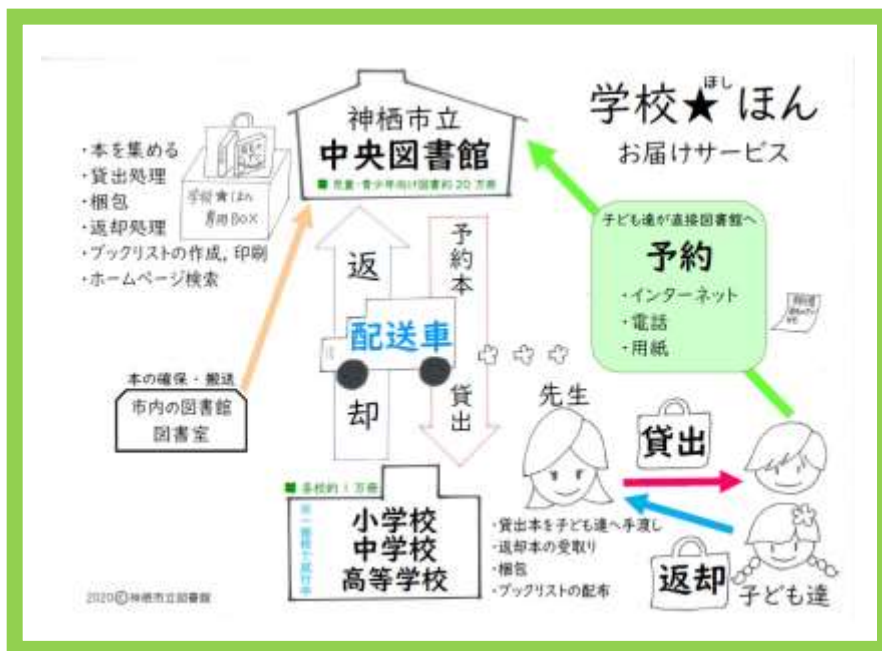 学校★ほん
ほし
お届けサービス
神栖市立
中央図書館
■児童・青少年向け図書約20万冊
・本を集める
・貸出処理
・梱包
・返却処理
・ブックリストの作成,印刷
・ホームページ検索
学校★ほん
専用BOX
子ども達が直接図書館へ
予約
・インターネット
・電話
・用紙
返却
予約本
貸出
配送車
本の確保・搬送
市内の図書館
図書室
先生
貸出
■各校約1万冊
小学校
中学校
高等学校
・貸出本を子ども達へ手渡し
・返却本の受取り
・梱包
・ブックリストの配布
返却
子ども達
2020©神栖市立図書館